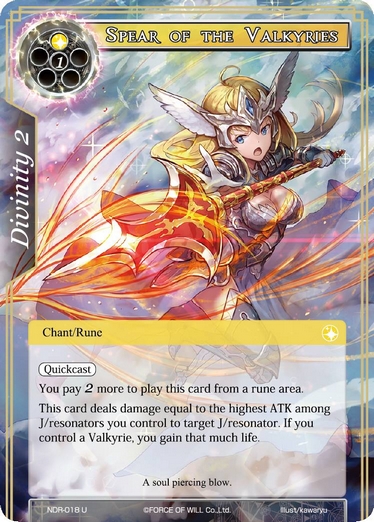 SPEAR OF THE VALKYRIES
1
Divinity 2
Chant/Rune
Quickcast
You pay 2 more to play this card from a rune area.
This card deals damage equal to the highest ATK among
J/resonators you control to target J/resonator. If you
control a Valkyrie, you gain that much life.
A soul piercing blow.
NDR-018 U
©FORCE OF WILL Co.,Ltd.
Illust/kaworu